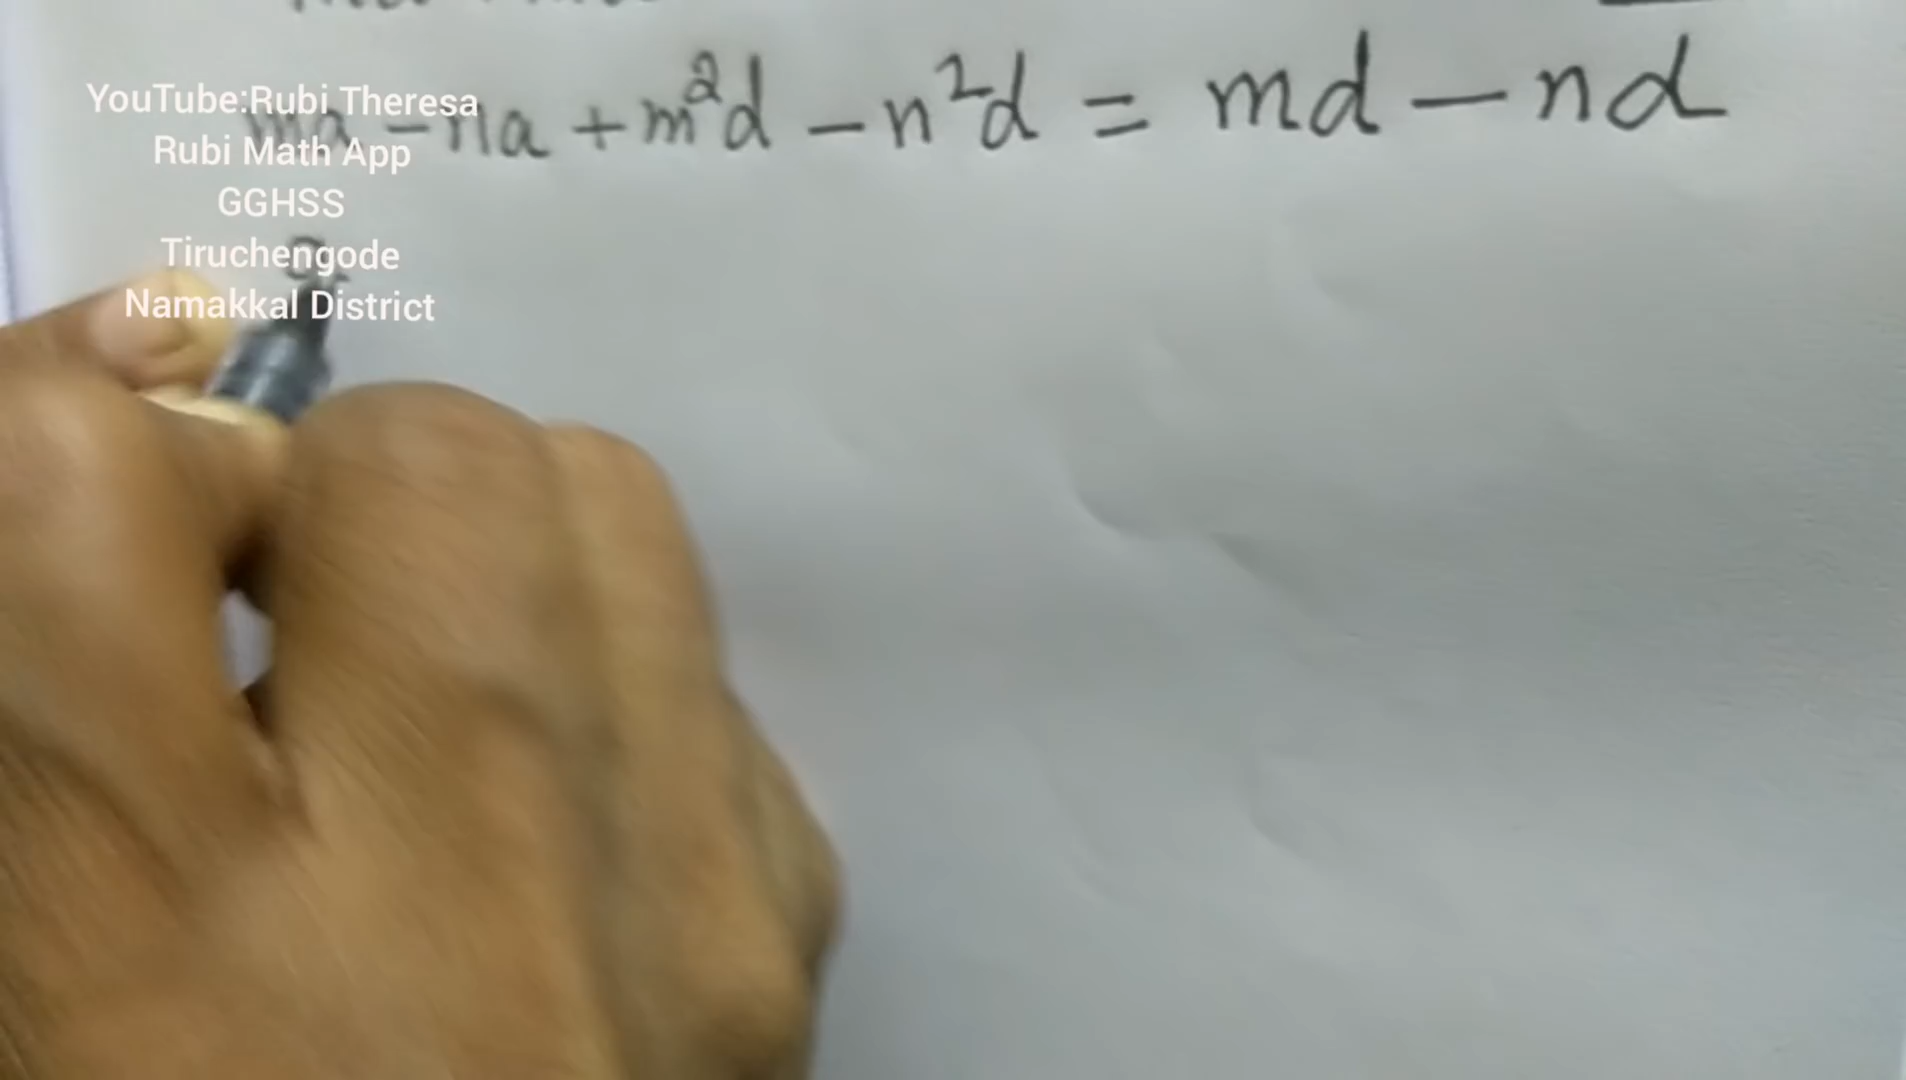 ma - na + m²d - n²d = md - nd
YouTube:Rubi Theresa
Rubi Math App
GGHSS
Tiruchengode
Namakkal District
a